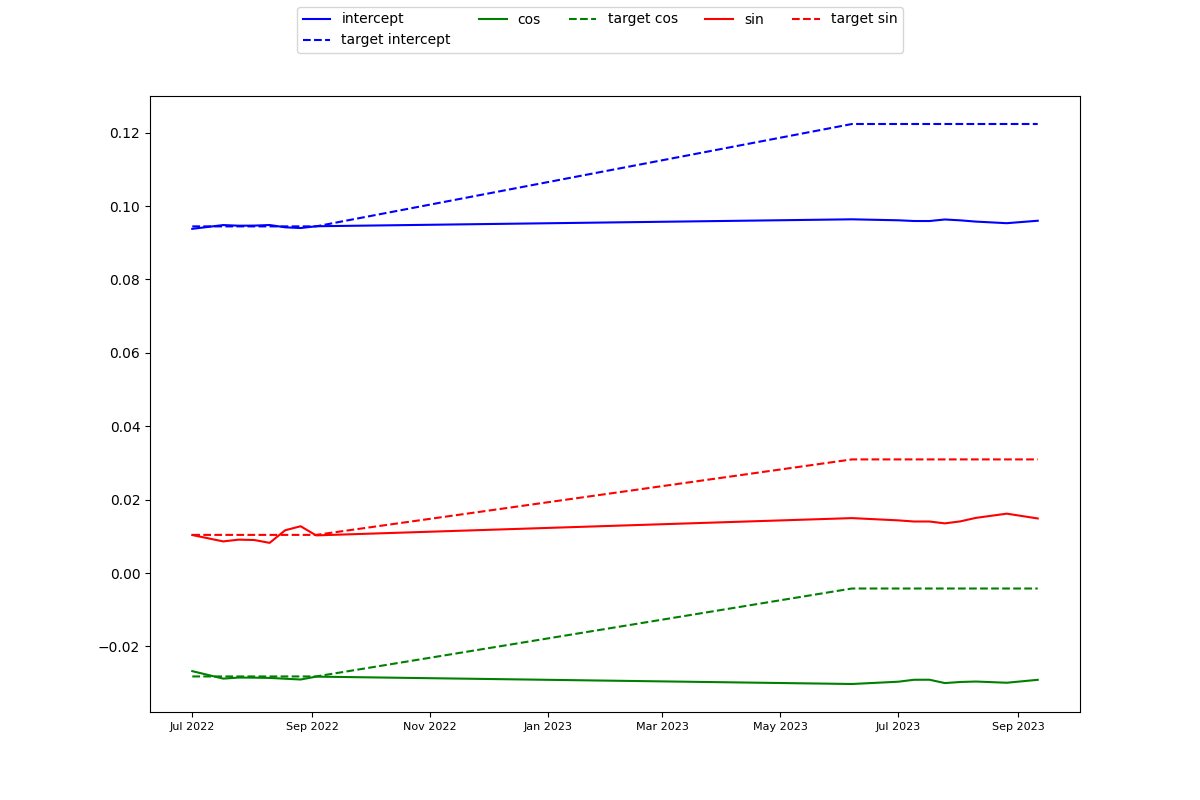 intercept cos target cos sin target sin
target intercept
0.12
0.10
0.08
0.06
0.04
0.02
0.00
−0.02
Jul 2022 Sep 2022 Nov 2022 Jan 2023 Mar 2023 May 2023 Jul 2023 Sep 2023